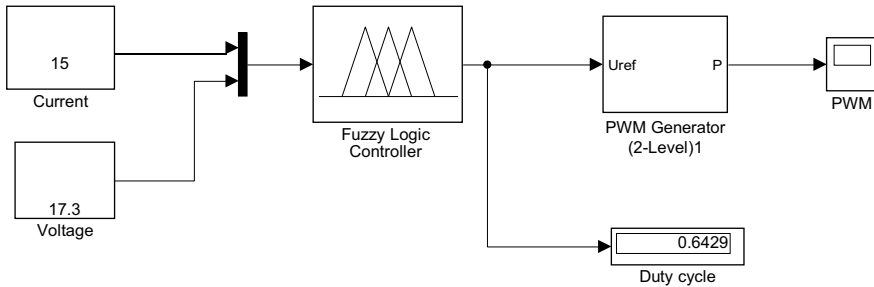 15
Current
17.3
Voltage
Fuzzy Logic
Controller
Uref
P
PWM Generator
(2-Level)1
PWM
0.6429
Duty cycle